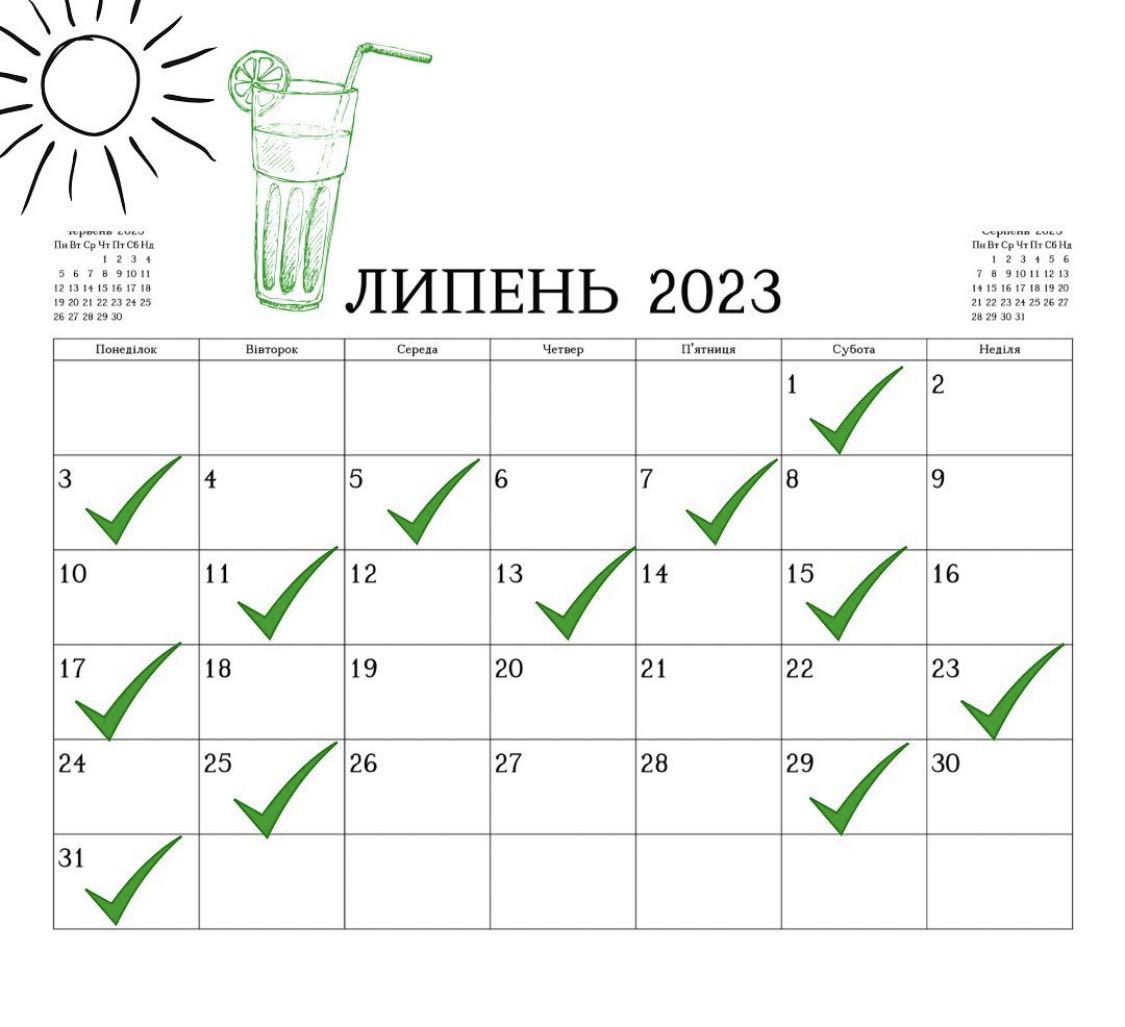 Червень 2023
Пн Вт Ср Чт Пт Сб Нд
1 2 3 4
5 6 7 8 9 10 11
12 13 14 15 16 17 18
19 20 21 22 23 24 25
26 27 28 29 30
ЛИПЕНЬ 2023
Серпень 2023
Пн Вт Ср Чт Пт Сб Нд
1 2 3 4 5 6
7 8 9 10 11 12 13
14 15 16 17 18 19 20
21 22 23 24 25 26 27
28 29 30 31
Понеділок Вівторок Середа Четвер П'ятниця Субота Неділя
1 2
3 4 5 6 7 8 9
10 11 12 13 14 15 16
17 18 19 20 21 22 23
24 25 26 27 28 29 30
31